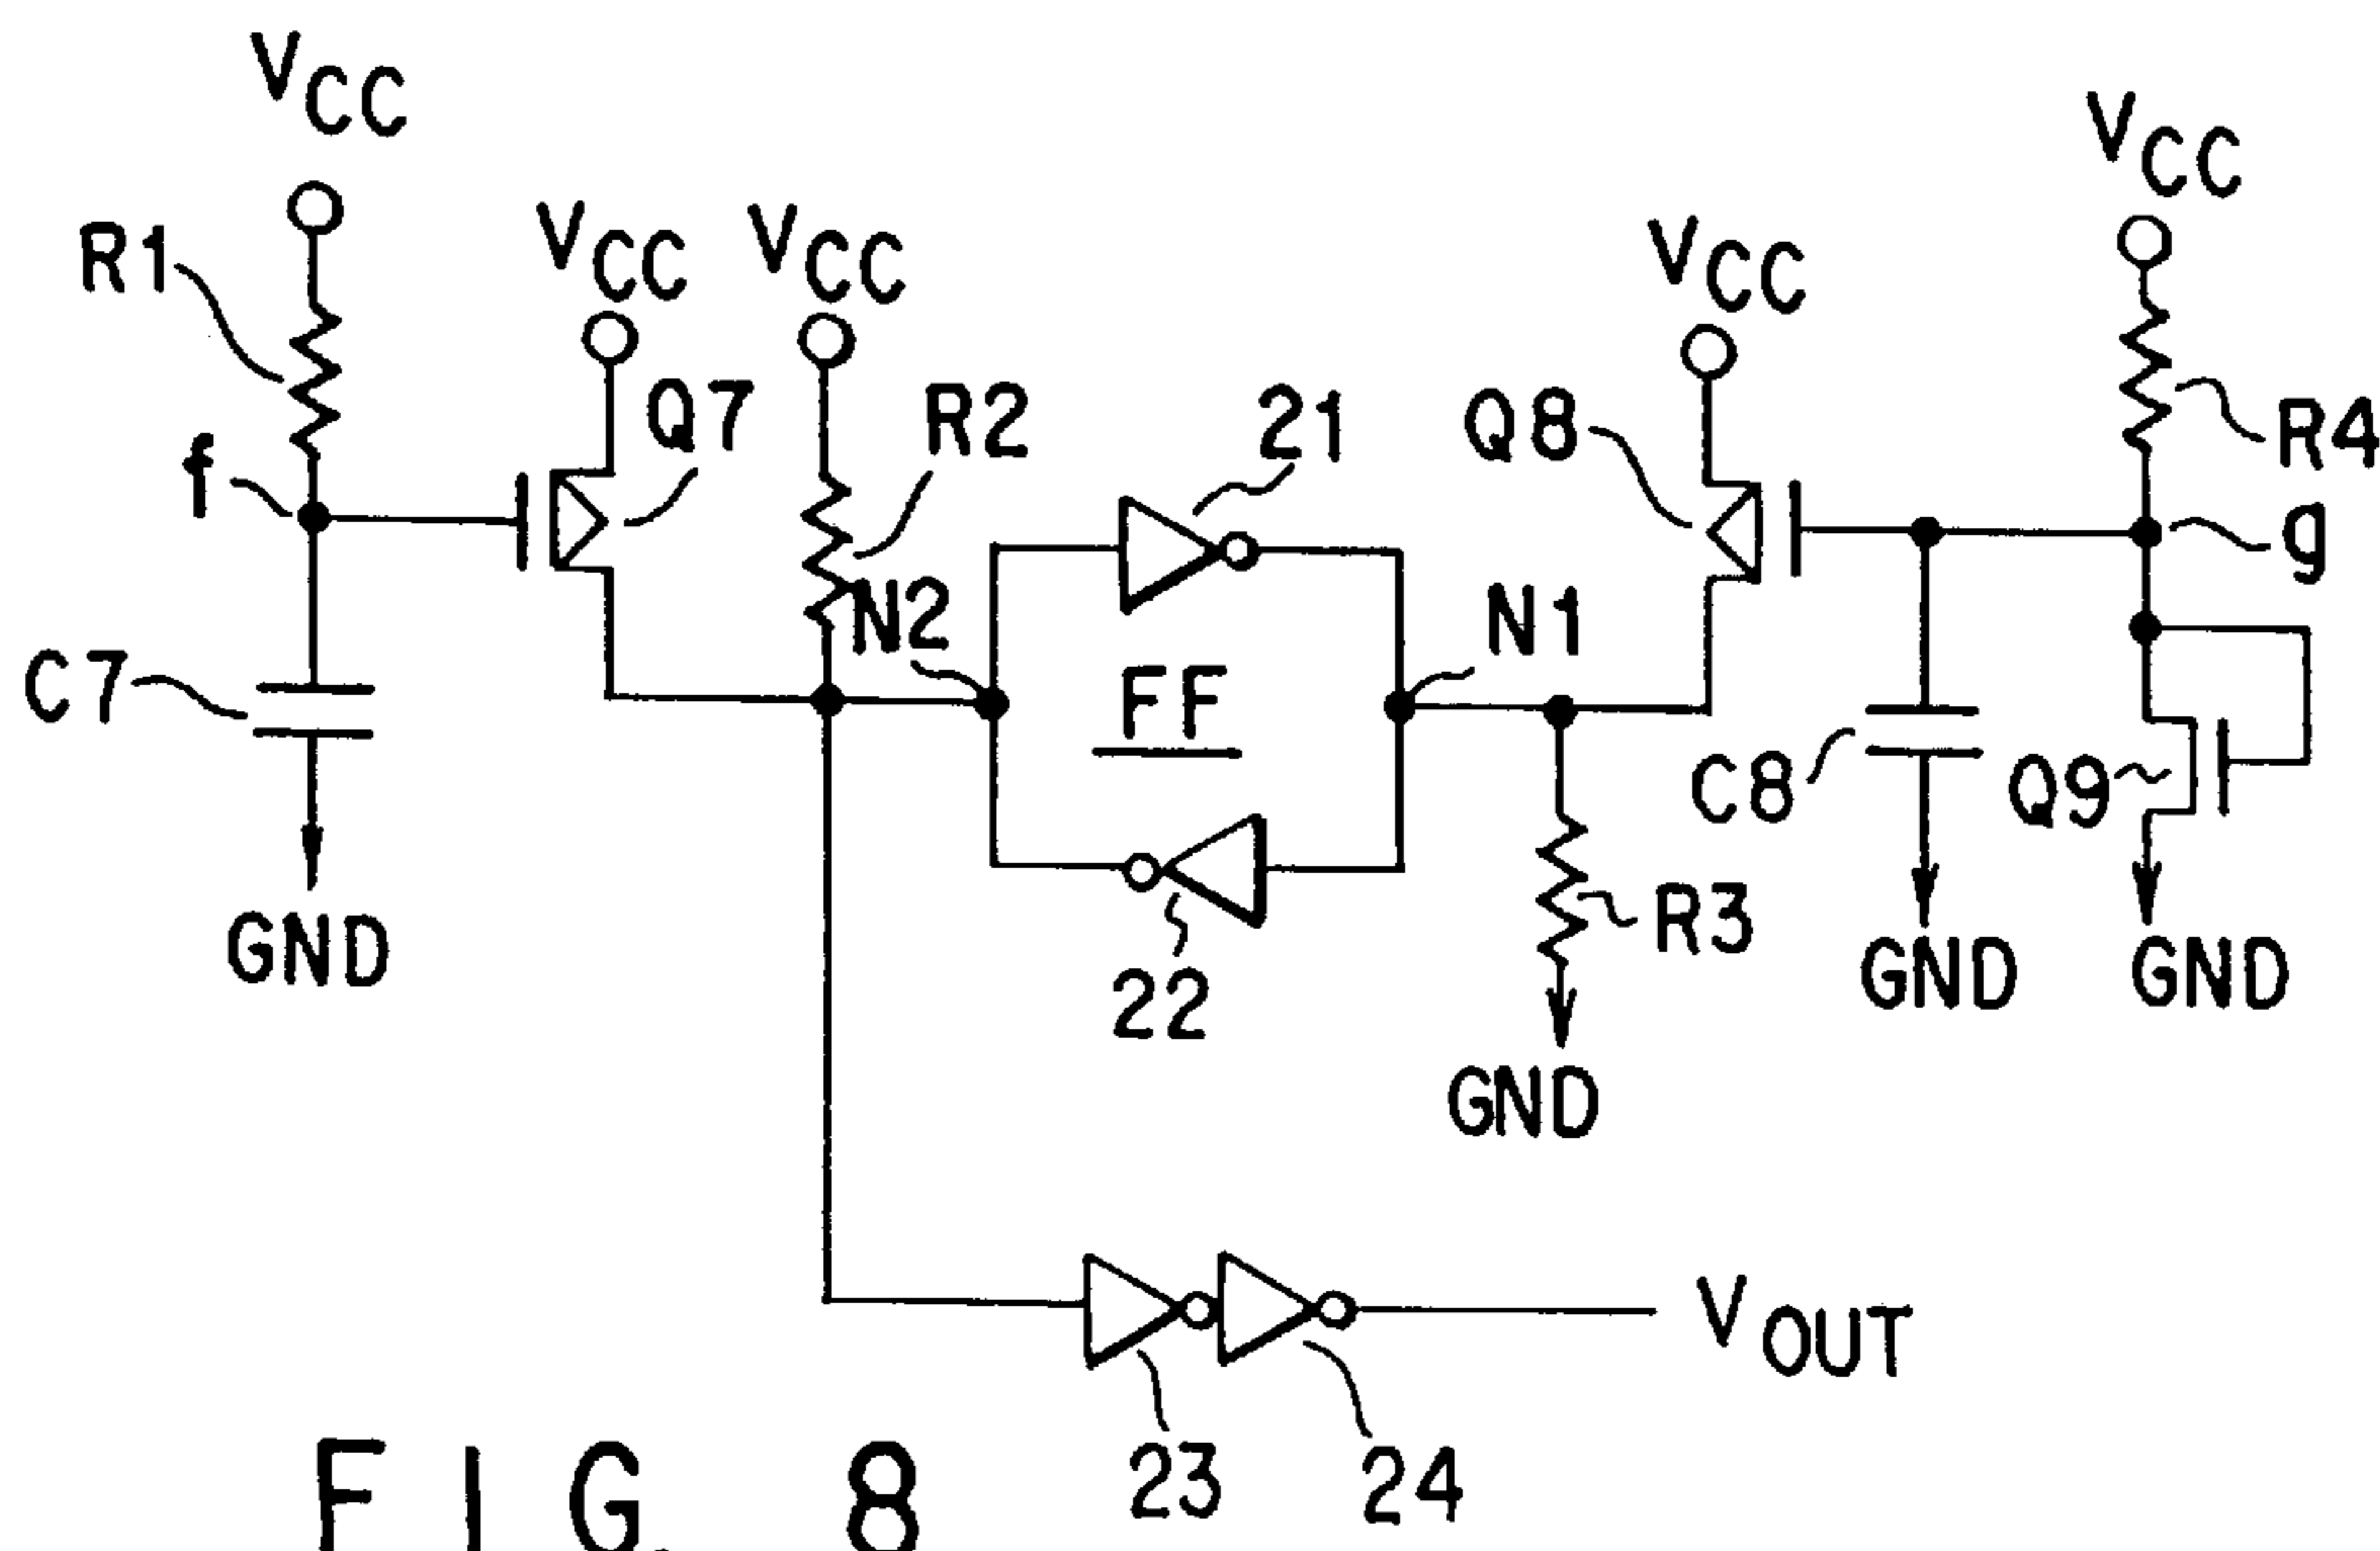 VCC
VCC
R1
VCC
VCC
VCC
Q7
R2
21
Q8
R4
f
g
N2
N1
C7
FF
C8
Q9
R3
GND
GND
GND
22
GND
VOUT
23
24
FIG. 8